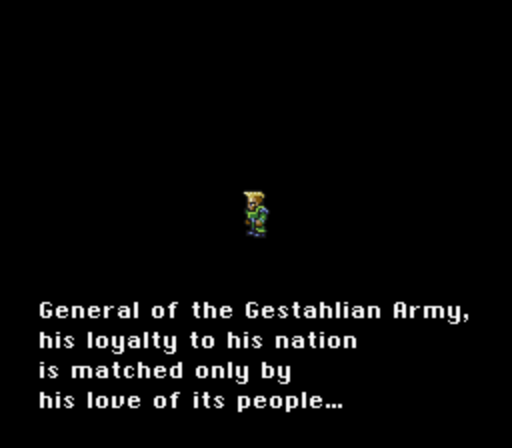 General of the Gestahlian Army,
his loyalty to his nation
is matched only by
his love of its people...